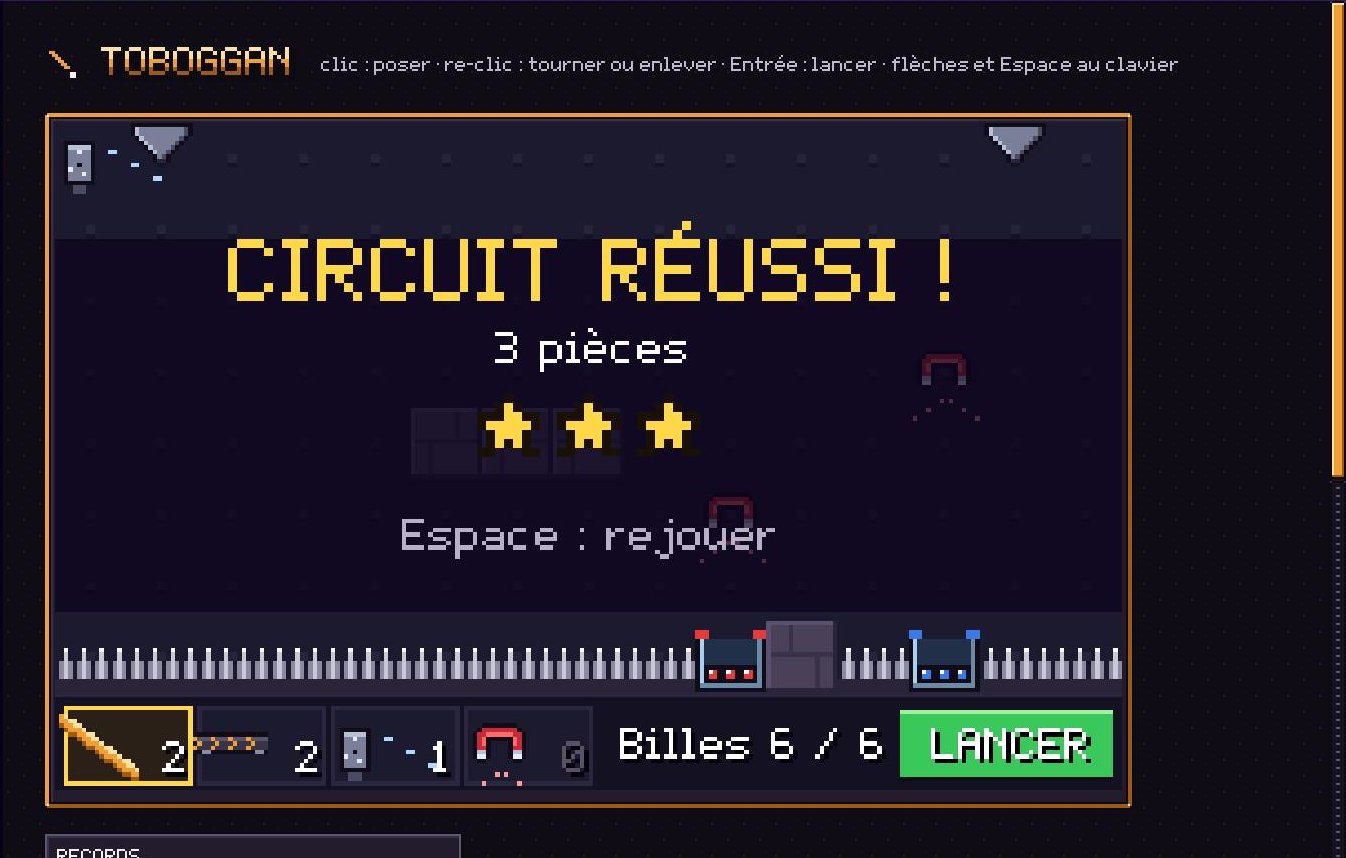 TOBOGGAN
clic : poser · re-clic : tourner ou enlever · Entrée : lancer · flèches et Espace au clavier
CIRCUIT RÉUSSI !
3 pièces
Espace : rejouer
2
2
1
0
Billes 6 / 6
LANCER
RECORDS